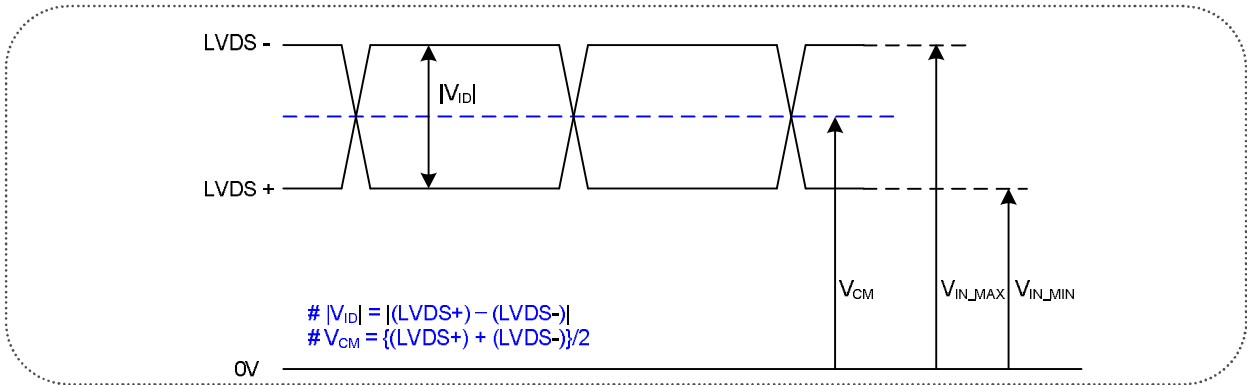 LVDS -
|VID|
LVDS +
VCM
VIN_MAX
VIN_MIN
# |VID| = |(LVDS+) – (LVDS-)|
# VCM = {(LVDS+) + (LVDS-)}/2
0V